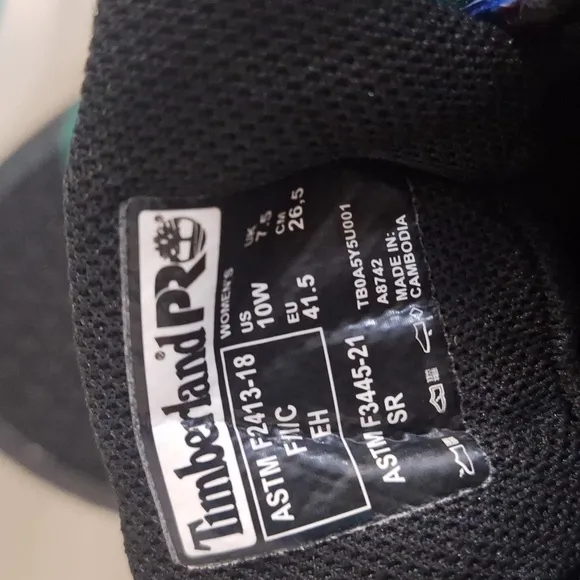 Timberland® PRO
WOMEN'S
US UK
10W 7.5
EU CM
41.5 26,5
ASTM F2413-18
F/I/C
EH
TB0A5Y5U001
A8742
MADE IN:
CAMBODIA
ASTM F3445-21
SR